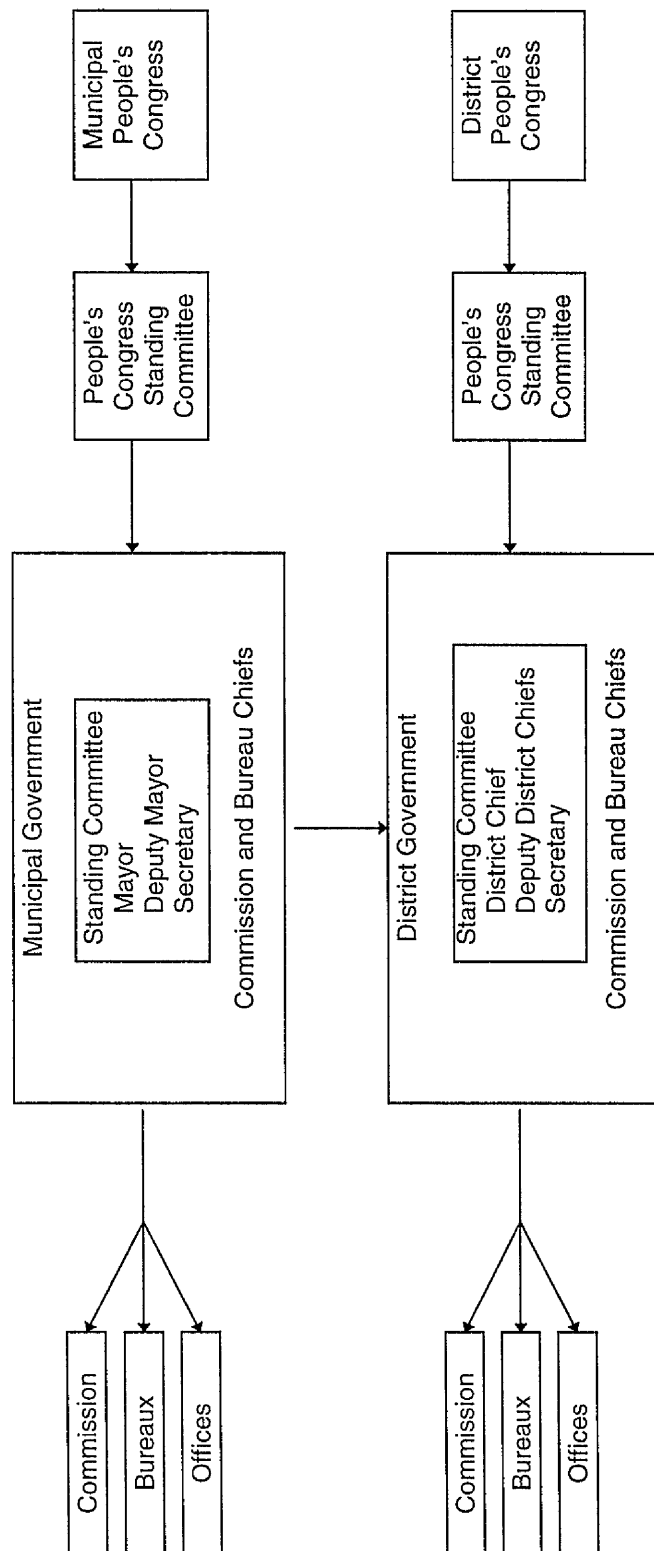 Municipal
People's
Congress
People's
Congress
Standing
Committee
Municipal Government
Standing Committee
Mayor
Deputy Mayor
Secretary
Commission and Bureau Chiefs
Commission
Bureaux
Offices
District
People's
Congress
People's
Congress
Standing
Committee
District Government
Standing Committee
District Chief
Deputy District Chiefs
Secretary
Commission and Bureau Chiefs
Commission
Bureaux
Offices